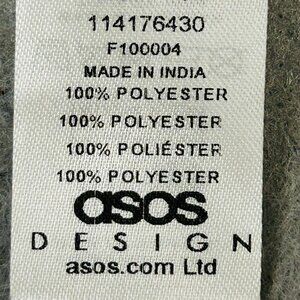 114176430
F100004
MADE IN INDIA
100% POLYESTER
100% POLYESTER
100% POLIÉSTER
100% POLYESTER
asos
DESIGN
asos.com Ltd